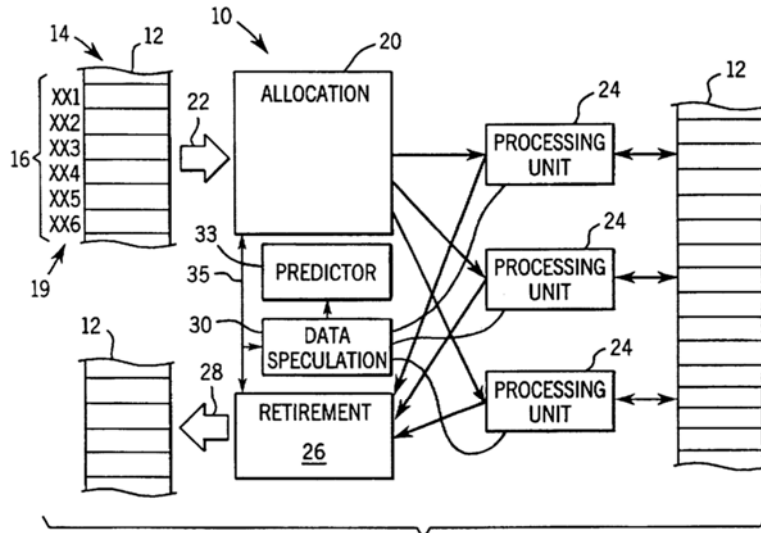 10
14
12
20
ALLOCATION
24
12
XX1
XX2
XX3
XX4
XX5
XX6
16
22
PROCESSING
UNIT
19
33
35
PREDICTOR
24
PROCESSING
UNIT
30
DATA
SPECULATION
12
28
24
PROCESSING
UNIT
RETIREMENT
26